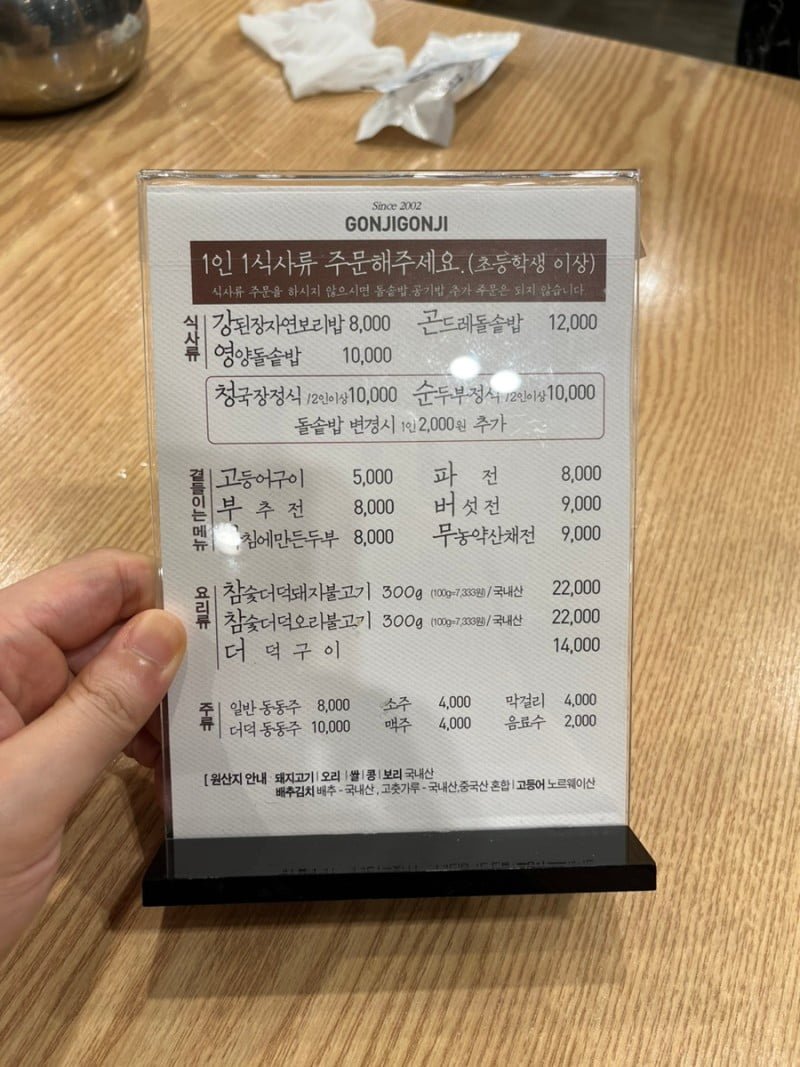 Since 2002
GONJIGONJI
1인 1식사류 주문해주세요.(초등학생 이상)
식사류 주문을 하시지 않으시면 돌솥밥,공기밥 추가 주문은 되지 않습니다.
식사류
강된장자연보리밥 8,000 곤드레돌솥밥 12,000
영양돌솥밥 10,000
청국장정식 /2인이상 10,000 순두부정식 /2인이상 10,000
돌솥밥 변경시 1인 2,000원 추가
곁들이는메뉴
고등어구이 5,000 파 전 8,000
부 추 전 8,000 버섯전 9,000
침에만든두부 8,000 무농약산채전 9,000
요리류
참숯더덕돼지불고기 300g (100g=7,333원)/국내산 22,000
참숯더덕오리불고기 300g (100g=7,333원)/국내산 22,000
더 덕 구 이 14,000
주류
일반 동동주 8,000 소주 4,000 막걸리 4,000
더덕 동동주 10,000 맥주 4,000 음료수 2,000
[ 원산지 안내 돼지고기 | 오리 | 쌀 | 콩 | 보리 국내산
배추김치 배추 - 국내산 , 고춧가루 - 국내산,중국산 혼합 | 고등어 노르웨이산